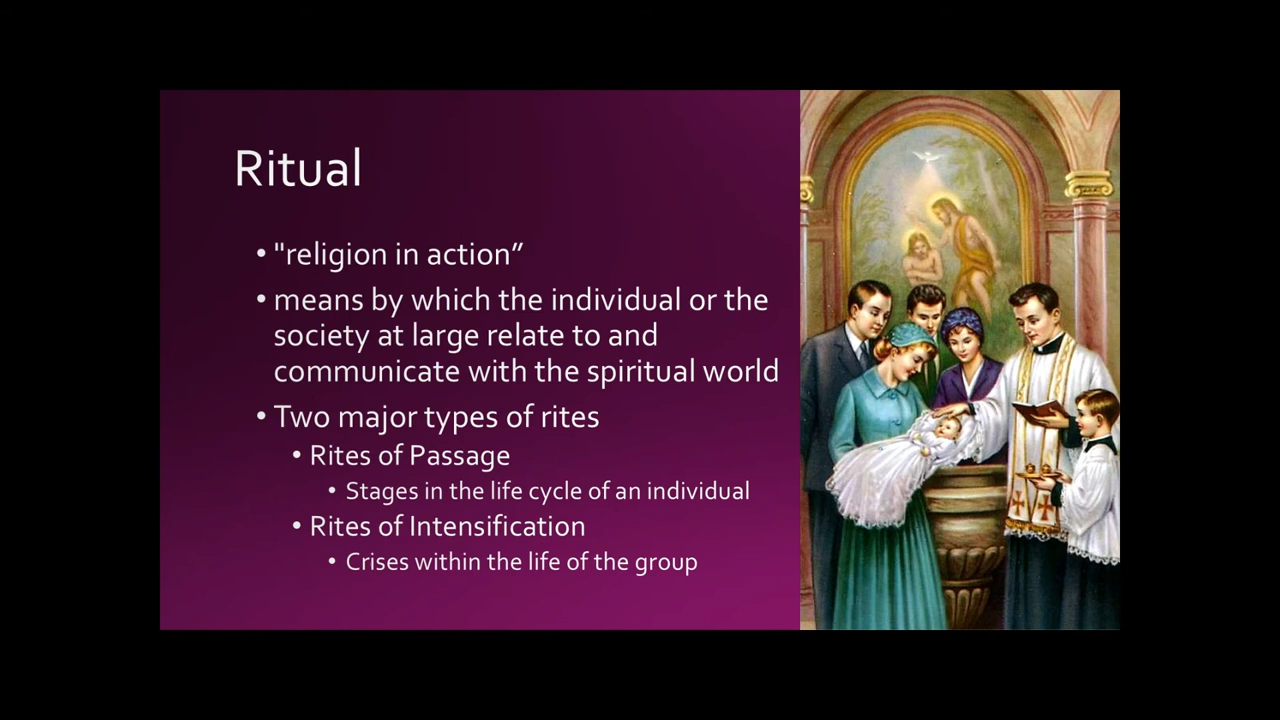 Ritual
• "religion in action”
• means by which the individual or the
society at large relate to and
communicate with the spiritual world
• Two major types of rites
• Rites of Passage
• Stages in the life cycle of an individual
• Rites of Intensification
• Crises within the life of the group